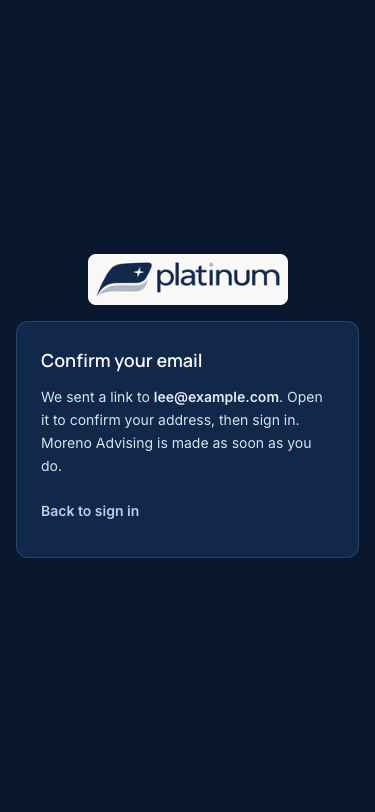 platinum
Confirm your email
We sent a link to lee@example.com. Open
it to confirm your address, then sign in.
Moreno Advising is made as soon as you
do.
Back to sign in